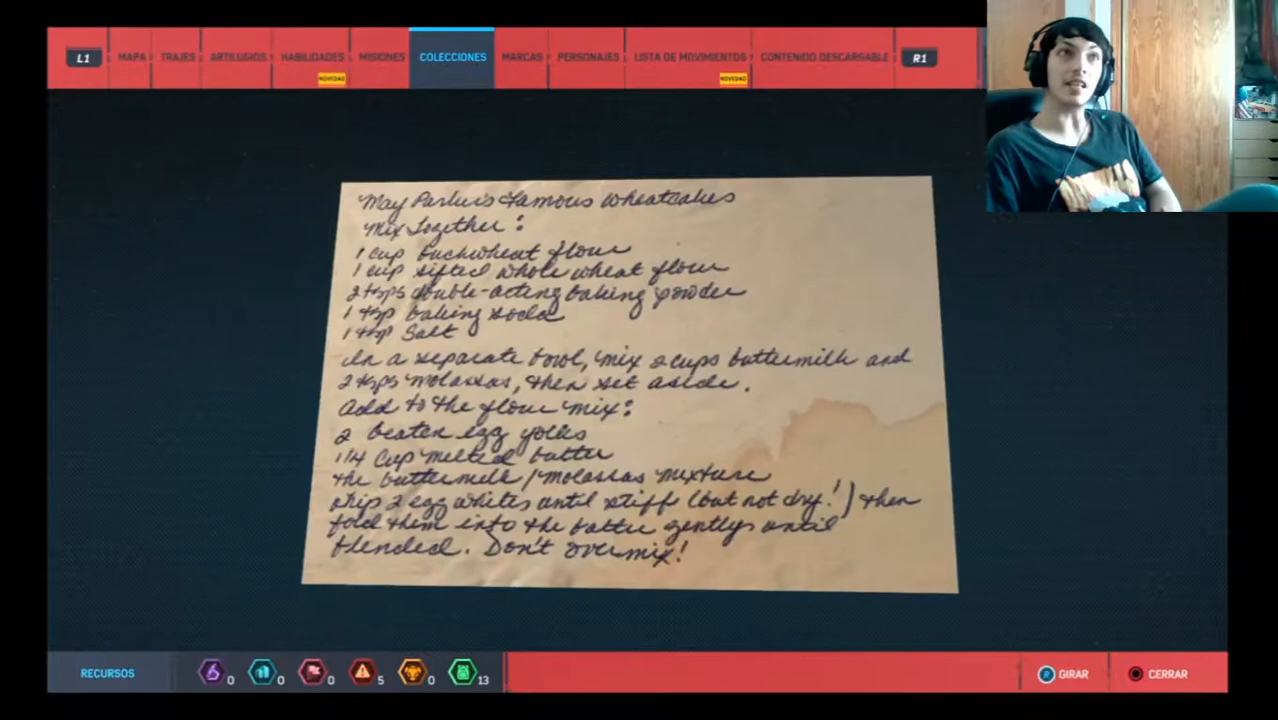 L1 MAPA TRAJES ARTILUGIOS HABILIDADES MISIONES COLECCIONES MARCAS PERSONAJES LISTA DE MOVIMIENTOS CONTENIDO DESCARGABLE R1
NOVEDAD NOVEDAD
May Parker's Famous Wheatcakes
Mix Together:
1 cup buckwheat flour
1 cup sifted whole wheat flour
2 tsps double-acting baking powder
1 tsp baking soda
1 tsp salt
In a separate bowl, mix 2 cups buttermilk and
2 tsps molassas, then set aside.
Add to the flour mix:
2 beaten egg yolks
1/4 cup melted butter
the buttermilk/molassas mixture
whip 2 egg whites until stiff (but not dry!) then
fold them into the batter gently until
blended. Don't overmix!
RECURSOS 0 0 0 5 0 13 R GIRAR CERRAR